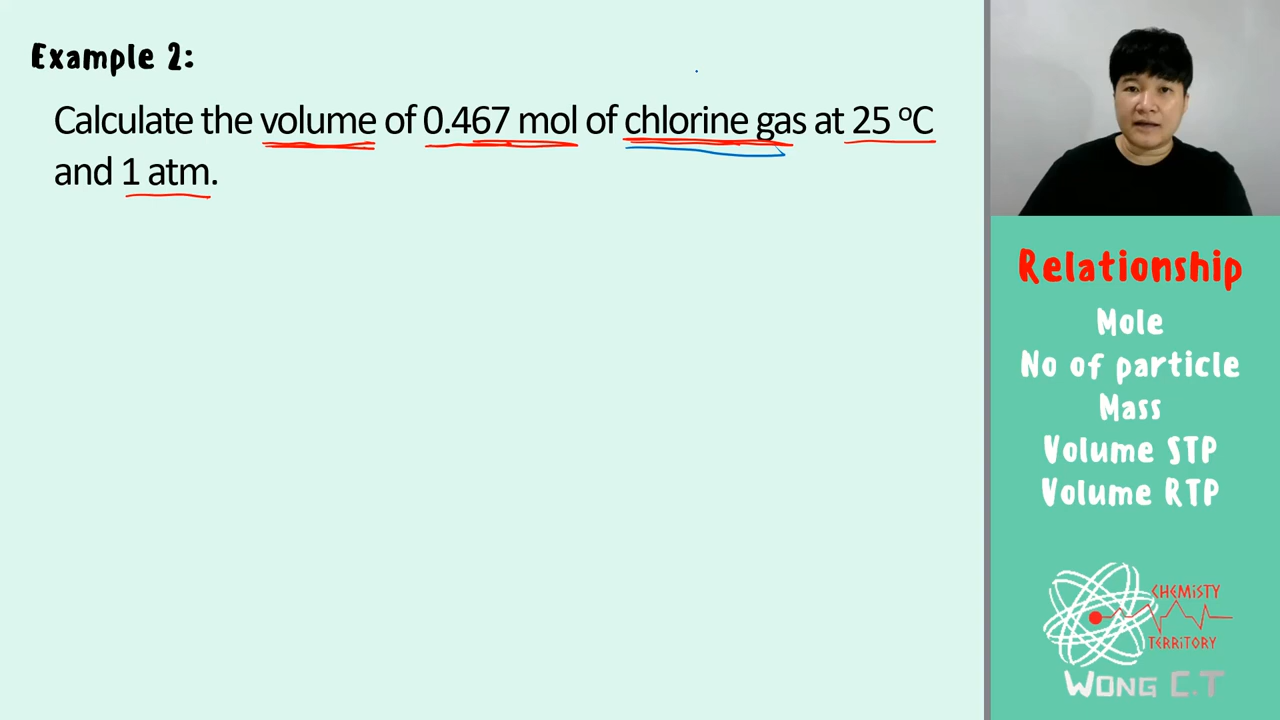 Example 2:
Calculate the volume of 0.467 mol of chlorine gas at 25 °C
and 1 atm.
Relationship
Mole
No of particle
Mass
Volume STP
Volume RTP
CHEMiSTY
TERRiTORY
WONG C.T